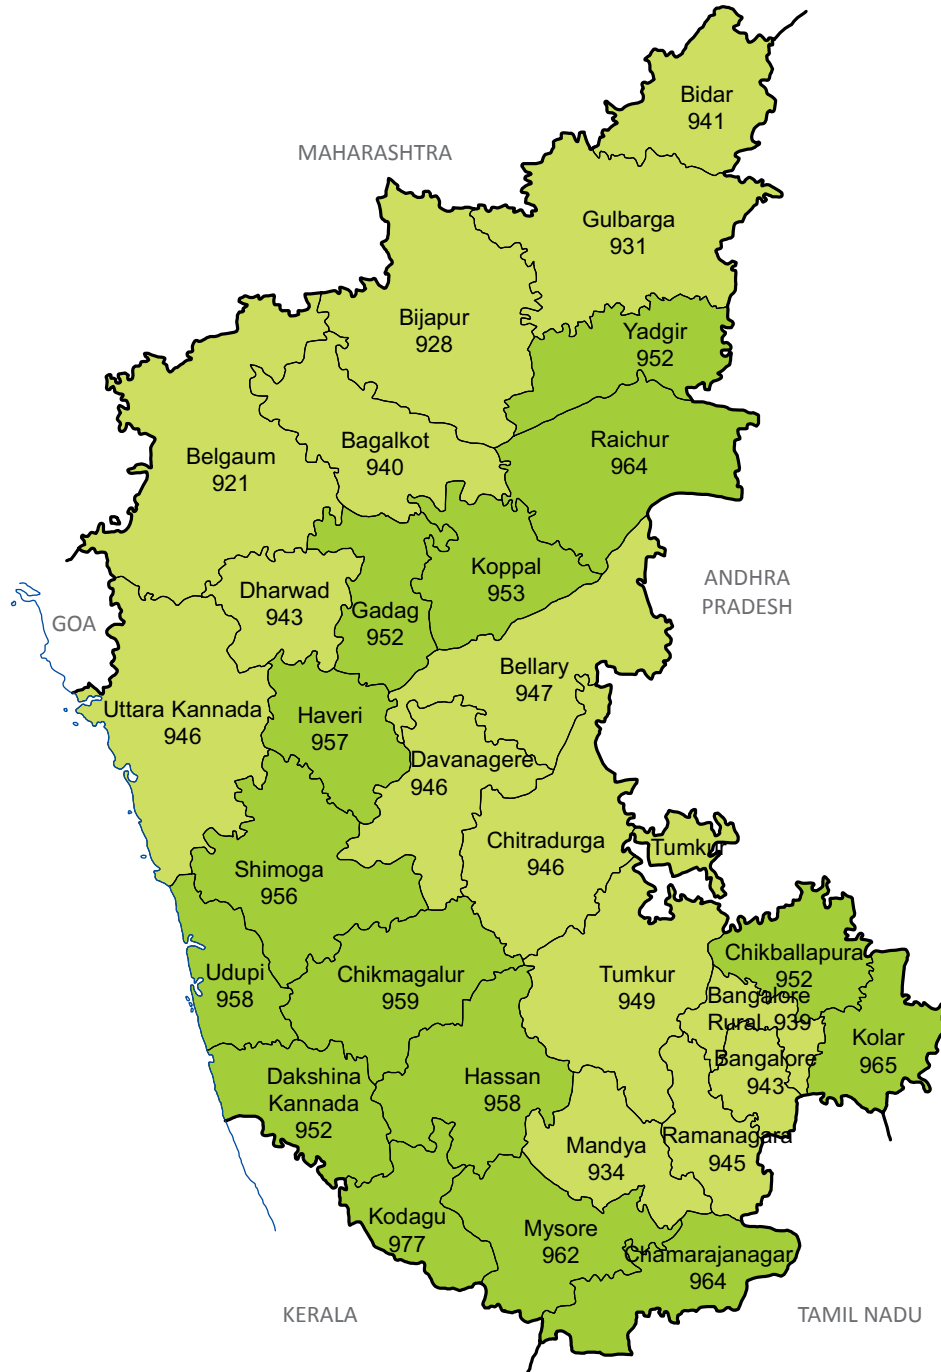 Bidar
941
MAHARASHTRA
Gulbarga
931
Bijapur
928
Yadgir
952
Bagalkot
940
Raichur
964
Belgaum
921
Koppal
953
Dharwad
943
Gadag
952
ANDHRA
PRADESH
GOA
Bellary
947
Uttara Kannada
946
Haveri
957
Davanagere
946
Chitradurga
946
Tumkur
Shimoga
956
Chikballapura
952
Udupi
958
Chikmagalur
959
Tumkur
949
Bangalore
Rural 939
Kolar
965
Bangalore
943
Dakshina
Kannada
952
Hassan
958
Mandya
934
Ramanagara
945
Kodagu
977
Mysore
962
Chamarajanagar
964
KERALA
TAMIL NADU